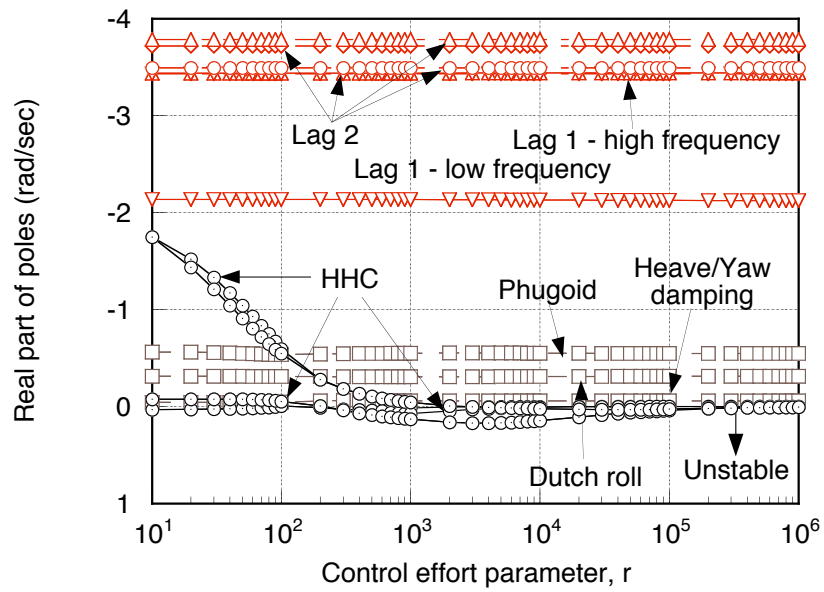 -4
-3
-2
-1
0
1
Real part of poles (rad/sec)
Lag 2
Lag 1 - high frequency
Lag 1 - low frequency
HHC
Phugoid
Heave/Yaw
damping
Dutch roll
Unstable
10^1 10^2 10^3 10^4 10^5 10^6
Control effort parameter, r